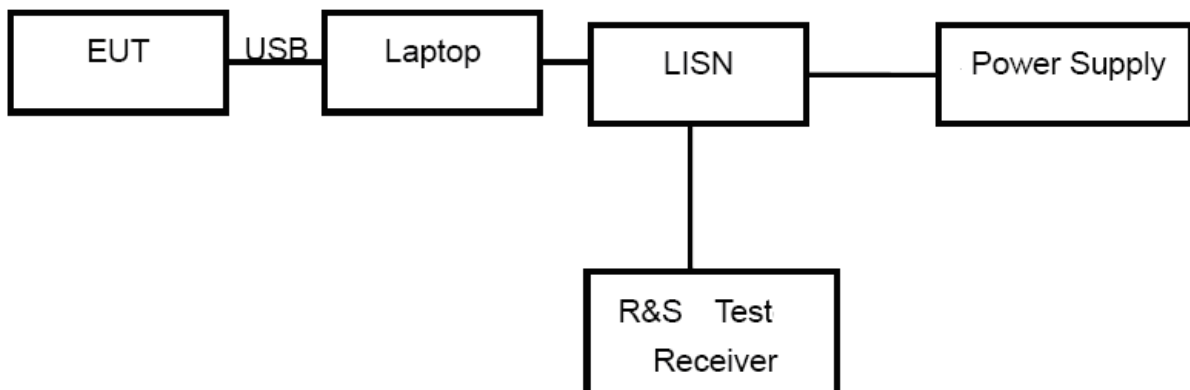 EUT
USB
Laptop
LISN
Power Supply
R&S Test
Receiver